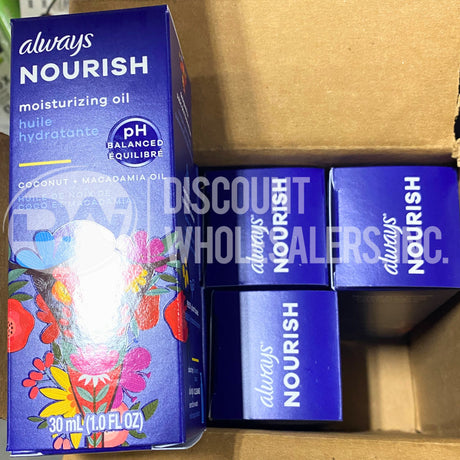 always
NOURISH
moisturizing oil
huile
hydratante
pH
BALANCED
ÉQUILIBRÉ
COCONUT + MACADAMIA OIL
30 mL (1.0 FL OZ)
always
NOURISH
always
NOURISH
always
NOURISH
DISCOUNT
WHOLESALERS, INC.